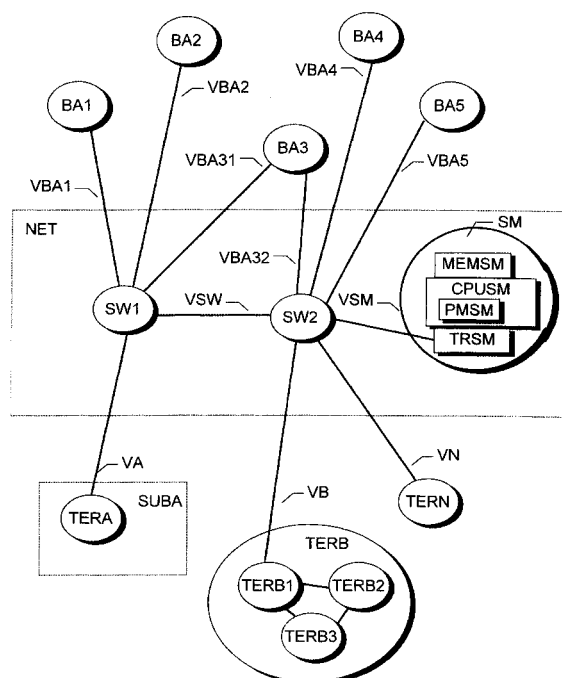 BA2
BA4
VBA4
VBA2
BA1
BA5
BA3
VBA31
VBA5
VBA1
NET
SM
MEMSM
VBA32
CPUSM
PMSM
VSW
VSM
SW1
SW2
TRSM
VA
VN
VB
SUBA
TERA
TERN
TERB
TERB1
TERB2
TERB3